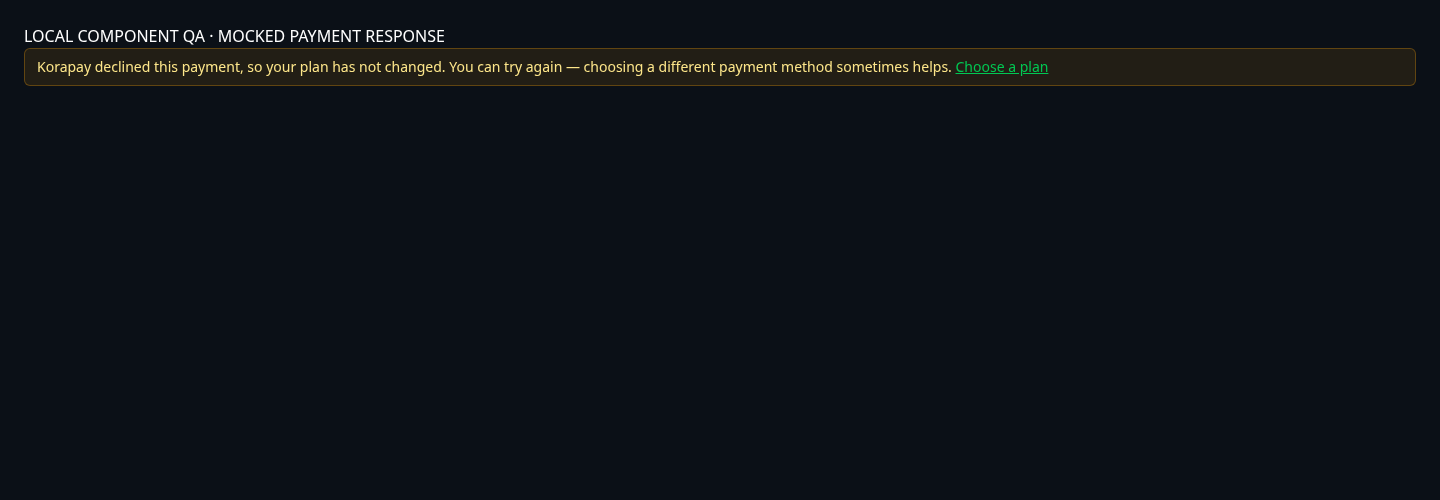 LOCAL COMPONENT QA · MOCKED PAYMENT RESPONSE
Korapay declined this payment, so your plan has not changed. You can try again — choosing a different payment method sometimes helps. Choose a plan